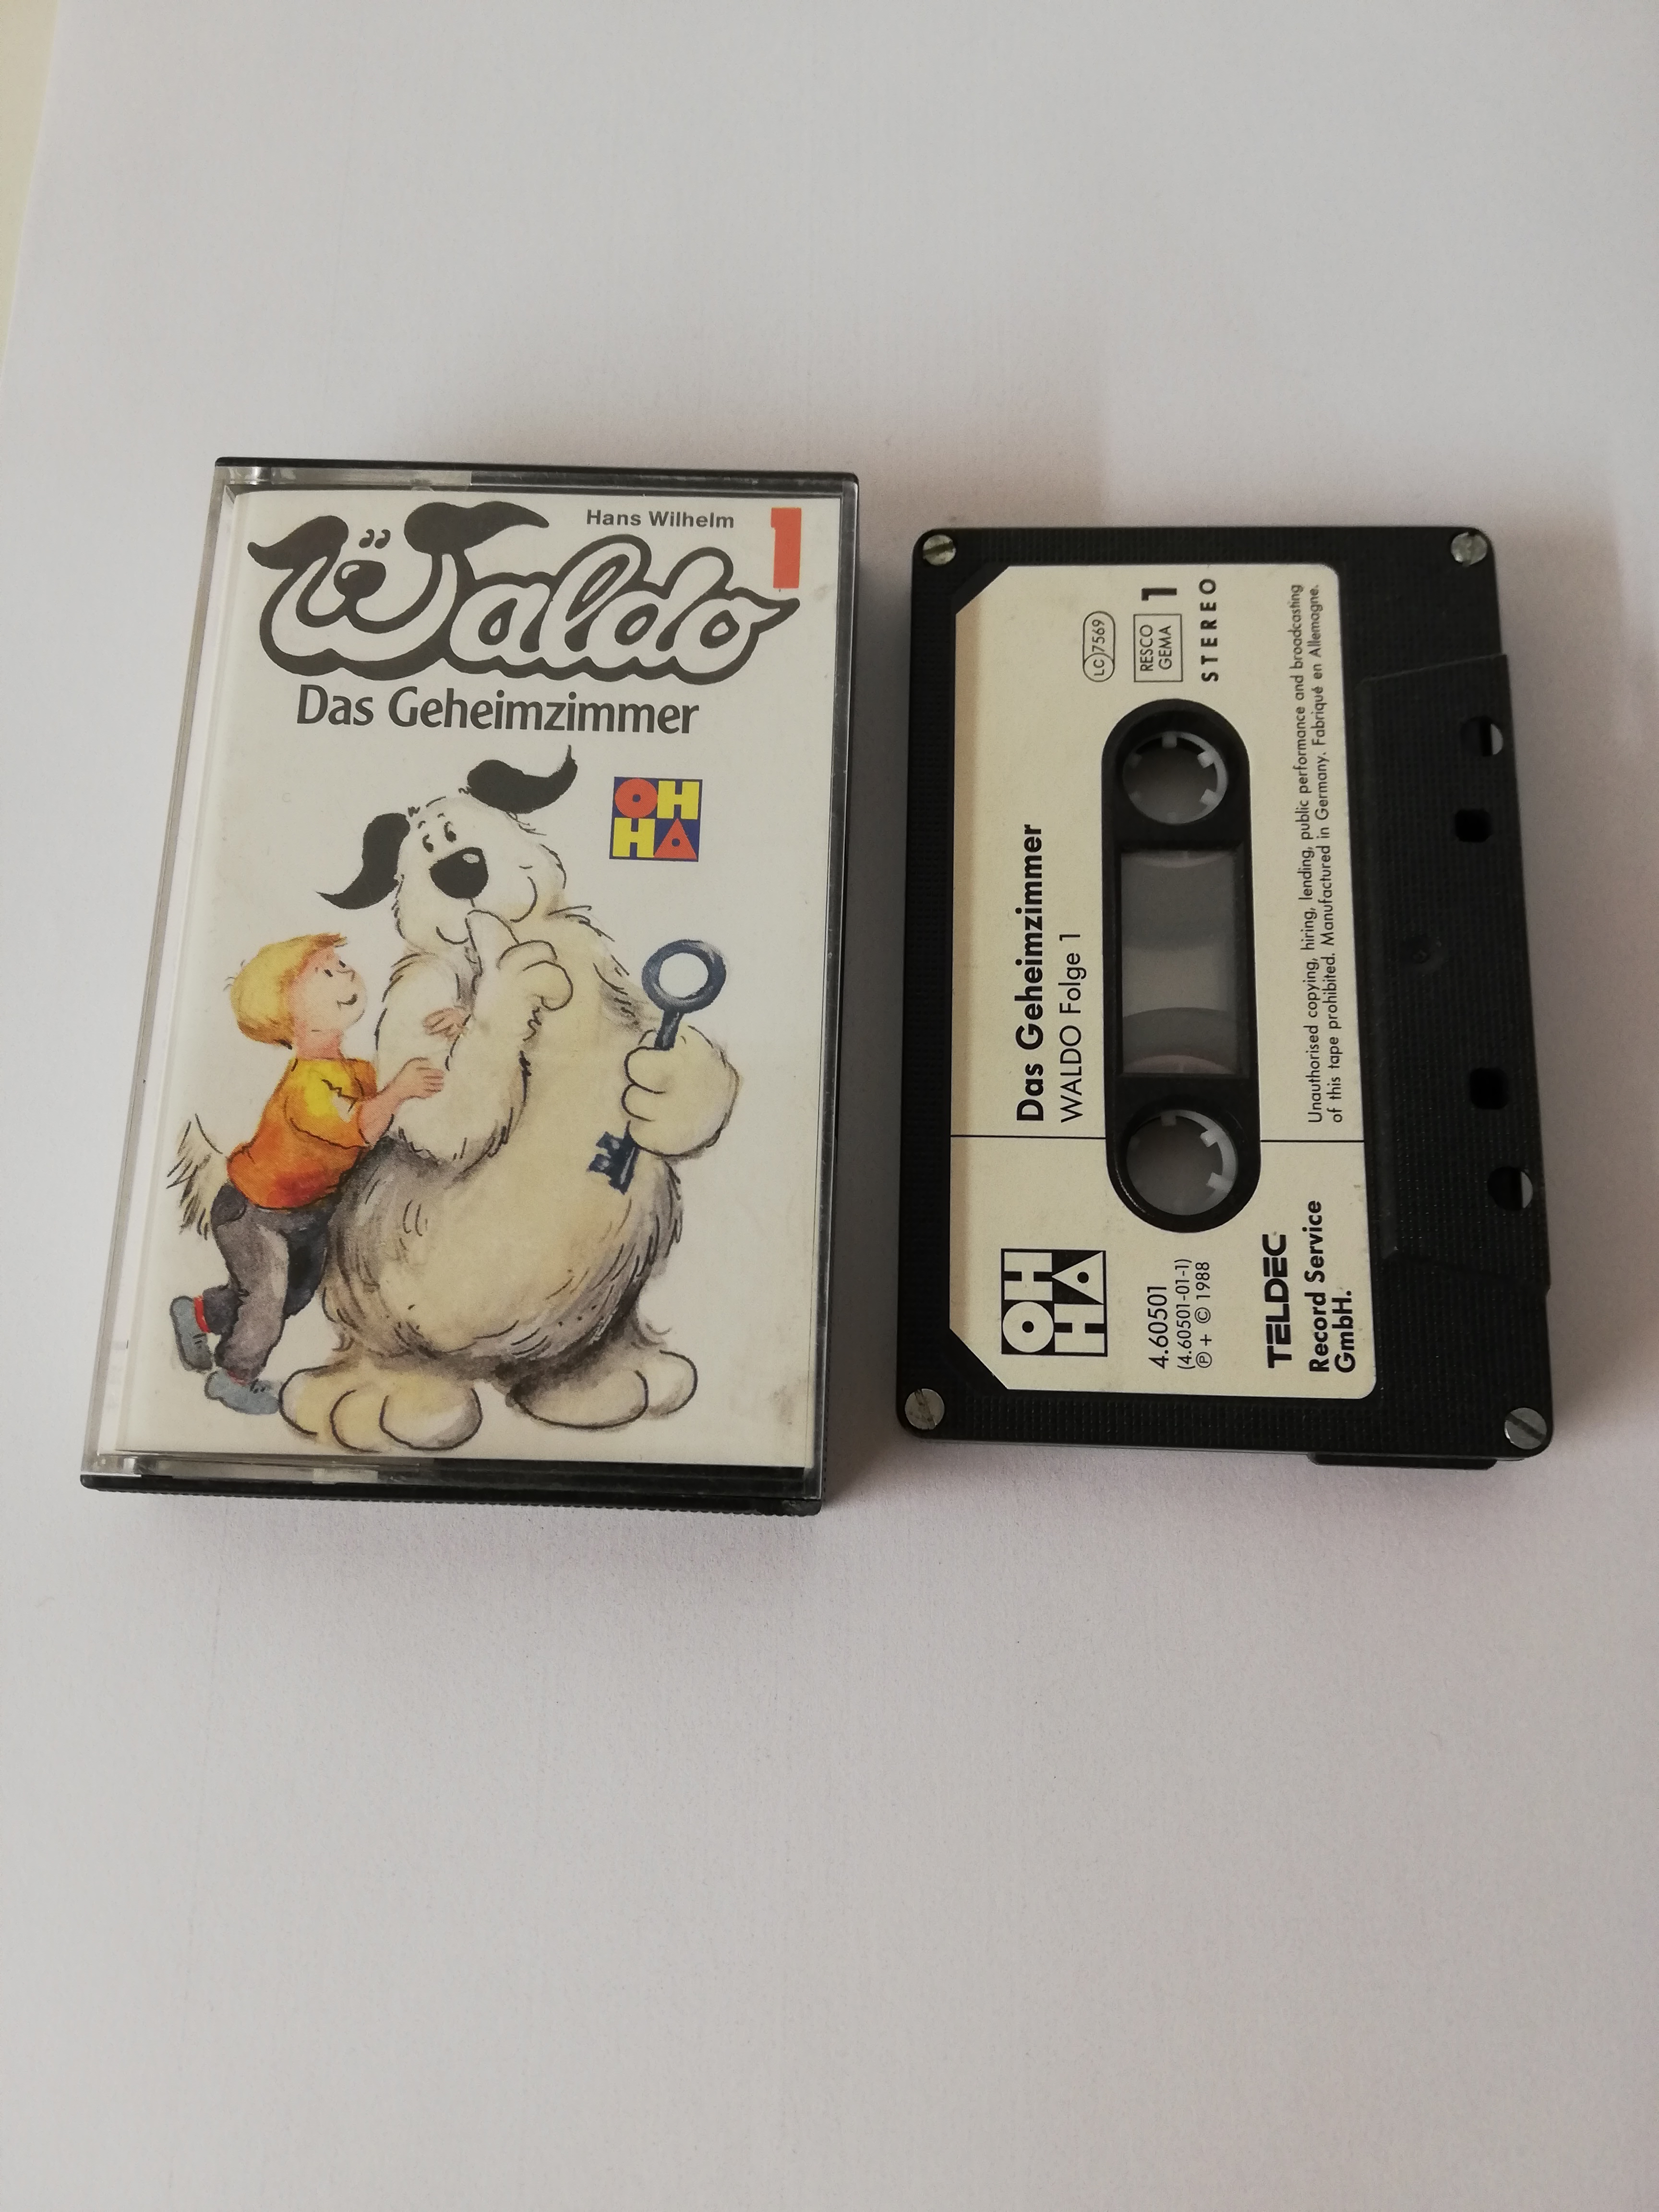 Hans Wilhelm
1
Waldo
Das Geheimzimmer
OH
HA
OH
HA
Das Geheimzimmer
WALDO Folge 1
LC 7569
RESCO
GEMA
1
STEREO
4.60501
(4.60501-01-1)
℗ + © 1988
TELDEC
Record Service
GmbH.
Unauthorised copying, hiring, lending, public performance and broadcasting
of this tape prohibited. Manufactured in Germany. Fabriqué en Allemagne.